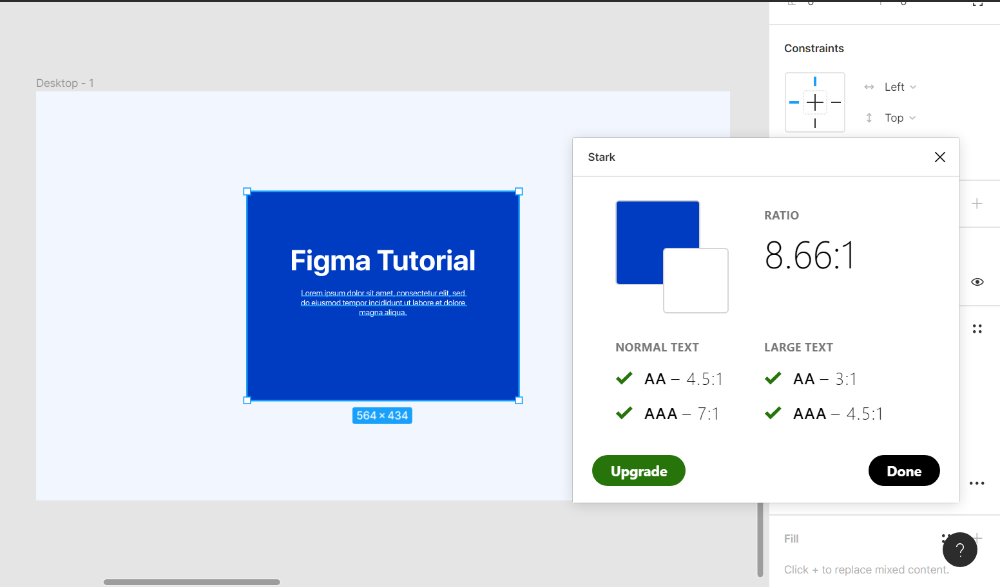 Constraints
Desktop - 1
Left
Top
Stark
RATIO
8.66:1
Figma Tutorial
Lorem ipsum dolor sit amet, consectetur elit, sed
do eiusmod tempor incididunt ut labore et dolore
magna aliqua.
564 × 434
NORMAL TEXT
LARGE TEXT
AA – 4.5:1
AA – 3:1
AAA – 7:1
AAA – 4.5:1
Upgrade
Done
Fill
?
Click + to replace mixed content.